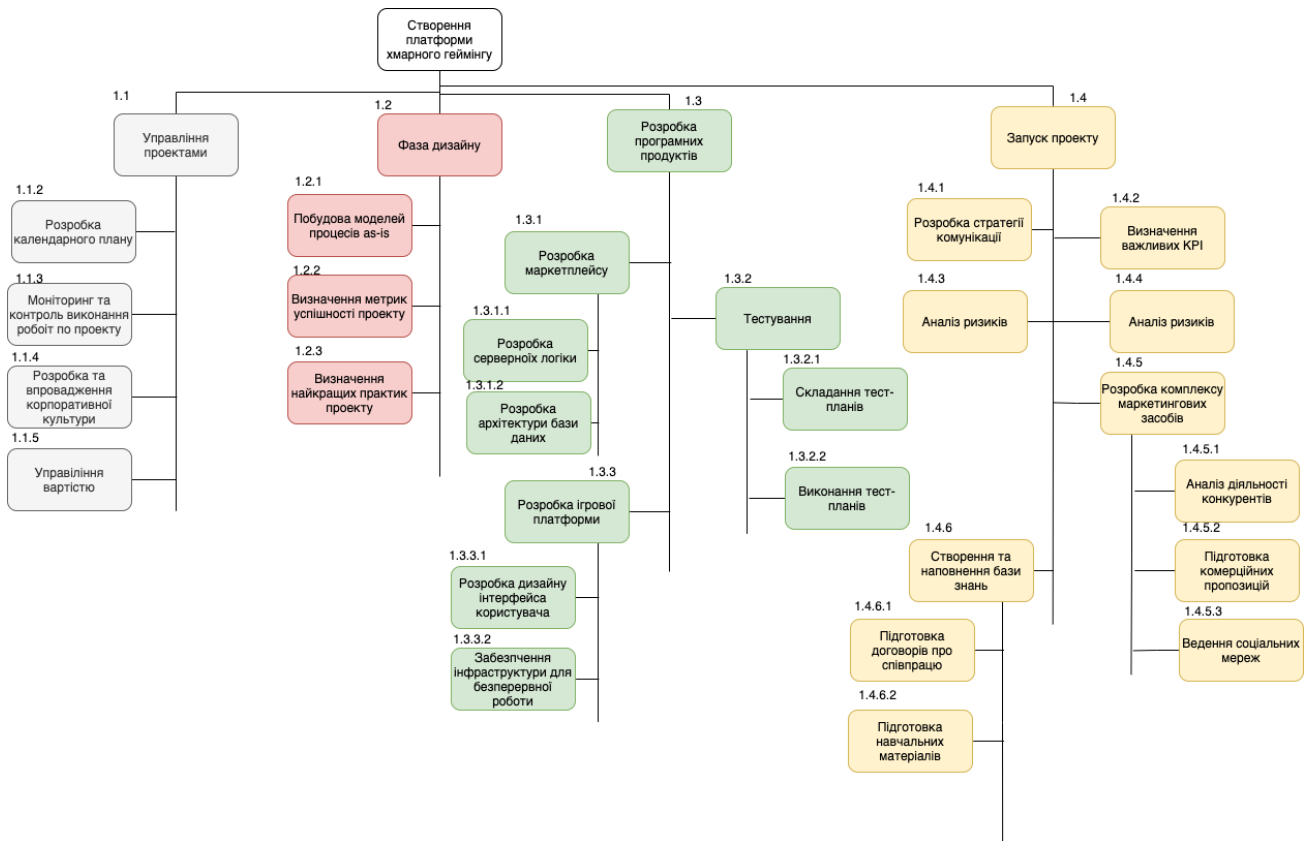 Створення
платформи
хмарного геймінгу
1.1
Управління
проектами
1.1.2
Розробка
календарного плану
1.1.3
Моніторинг та
контроль виконання
робоіт по проекту
1.1.4
Розробка та
впровадження
корпоративної
культури
1.1.5
Управіління
вартістю
1.2
Фаза дизайну
1.2.1
Побудова моделей
процесів as-is
1.2.2
Визначення метрик
успішності проекту
1.2.3
Визначення
найкращих практик
проекту
1.3
Розробка
програмних
продуктів
1.3.1
Розробка
маркетплейсу
1.3.1.1
Розробка
серверноїх логіки
1.3.1.2
Розробка
архітектури бази
даних
1.3.2
Тестування
1.3.2.1
Складання тест-
планів
1.3.2.2
Виконання тест-
планів
1.3.3
Розробка ігрової
платформи
1.3.3.1
Розробка дизайну
інтерфейса
користувача
1.3.3.2
Забезпчення
інфраструктури для
безперервної
роботи
1.4
Запуск проекту
1.4.1
Розробка стратегії
комунікації
1.4.2
Визначення
важливих KPI
1.4.3
Аналіз ризиків
1.4.4
Аналіз ризиків
1.4.5
Розробка комплексу
маркетингових
засобів
1.4.5.1
Аналіз діяльності
конкурентів
1.4.5.2
Підготовка
комерційних
пропозицій
1.4.5.3
Ведення соціальних
мереж
1.4.6
Створення та
наповнення бази
знань
1.4.6.1
Підготовка
договорів про
співпрацю
1.4.6.2
Підготовка
навчальних
матеріалів